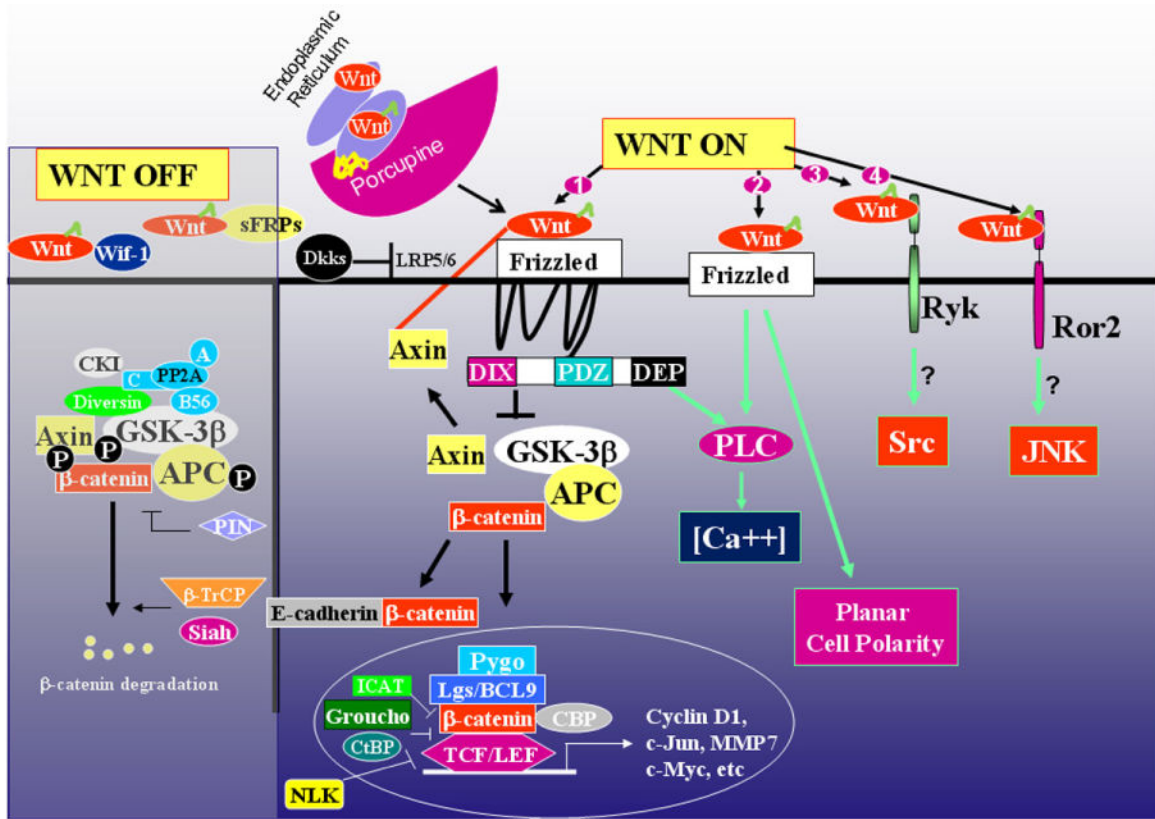 Endoplasmic
Reticulum
Wnt
Wnt
Porcupine
WNT OFF
WNT ON
1
2
3
4
Wnt
sFRPs
Wnt
Wif-1
Dkks
LRP5/6
Wnt
Frizzled
Wnt
Frizzled
Wnt
Ryk
Wnt
Ror2
CKI
A
C
PP2A
Diversin
B56
Axin
GSK-3β
P
P
β-catenin
APC
P
PIN
β-TrCP
Siah
β-catenin degradation
Axin
DIX
PDZ
DEP
Axin
GSK-3β
APC
β-catenin
E-cadherin
β-catenin
PLC
[Ca++]
?
Src
?
JNK
Planar
Cell Polarity
Pygo
ICAT
Lgs/BCL9
Groucho
β-catenin
CBP
CtBP
TCF/LEF
NLK
Cyclin D1,
c-Jun, MMP7
c-Myc, etc